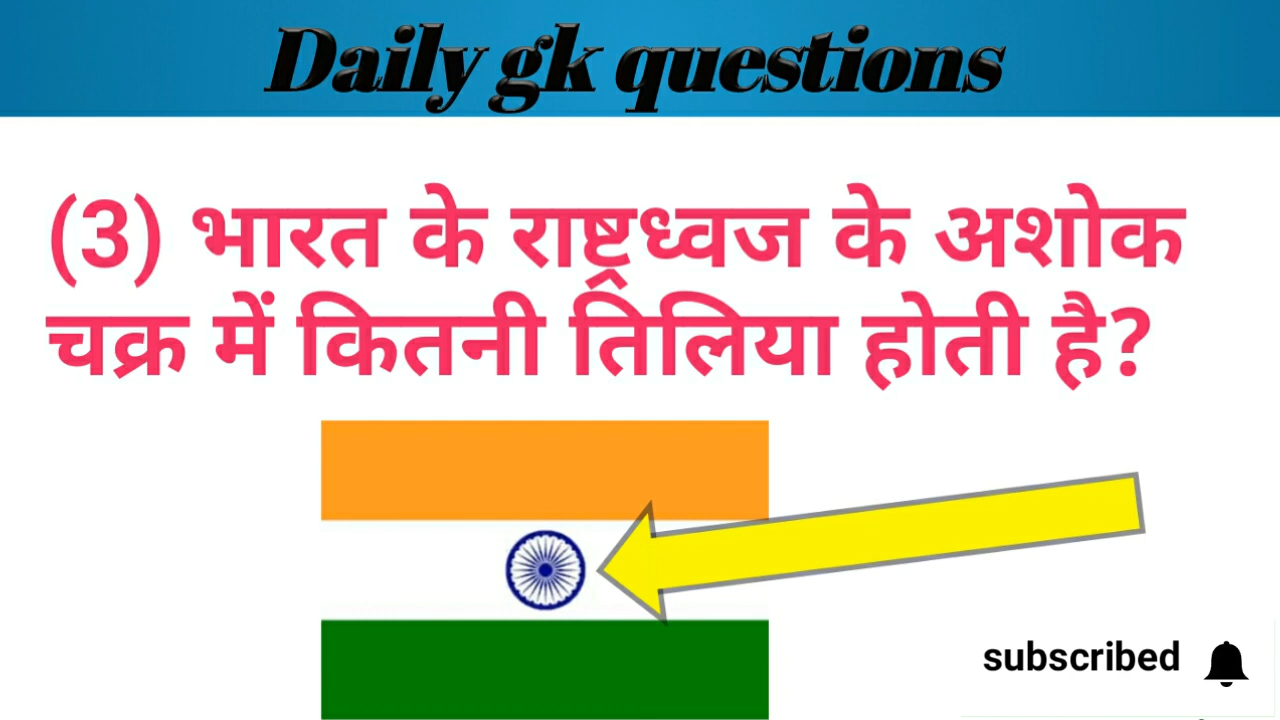 Daily gk questions
(3) भारत के राष्ट्रध्वज के अशोक
चक्र में कितनी तिलिया होती है?
subscribed